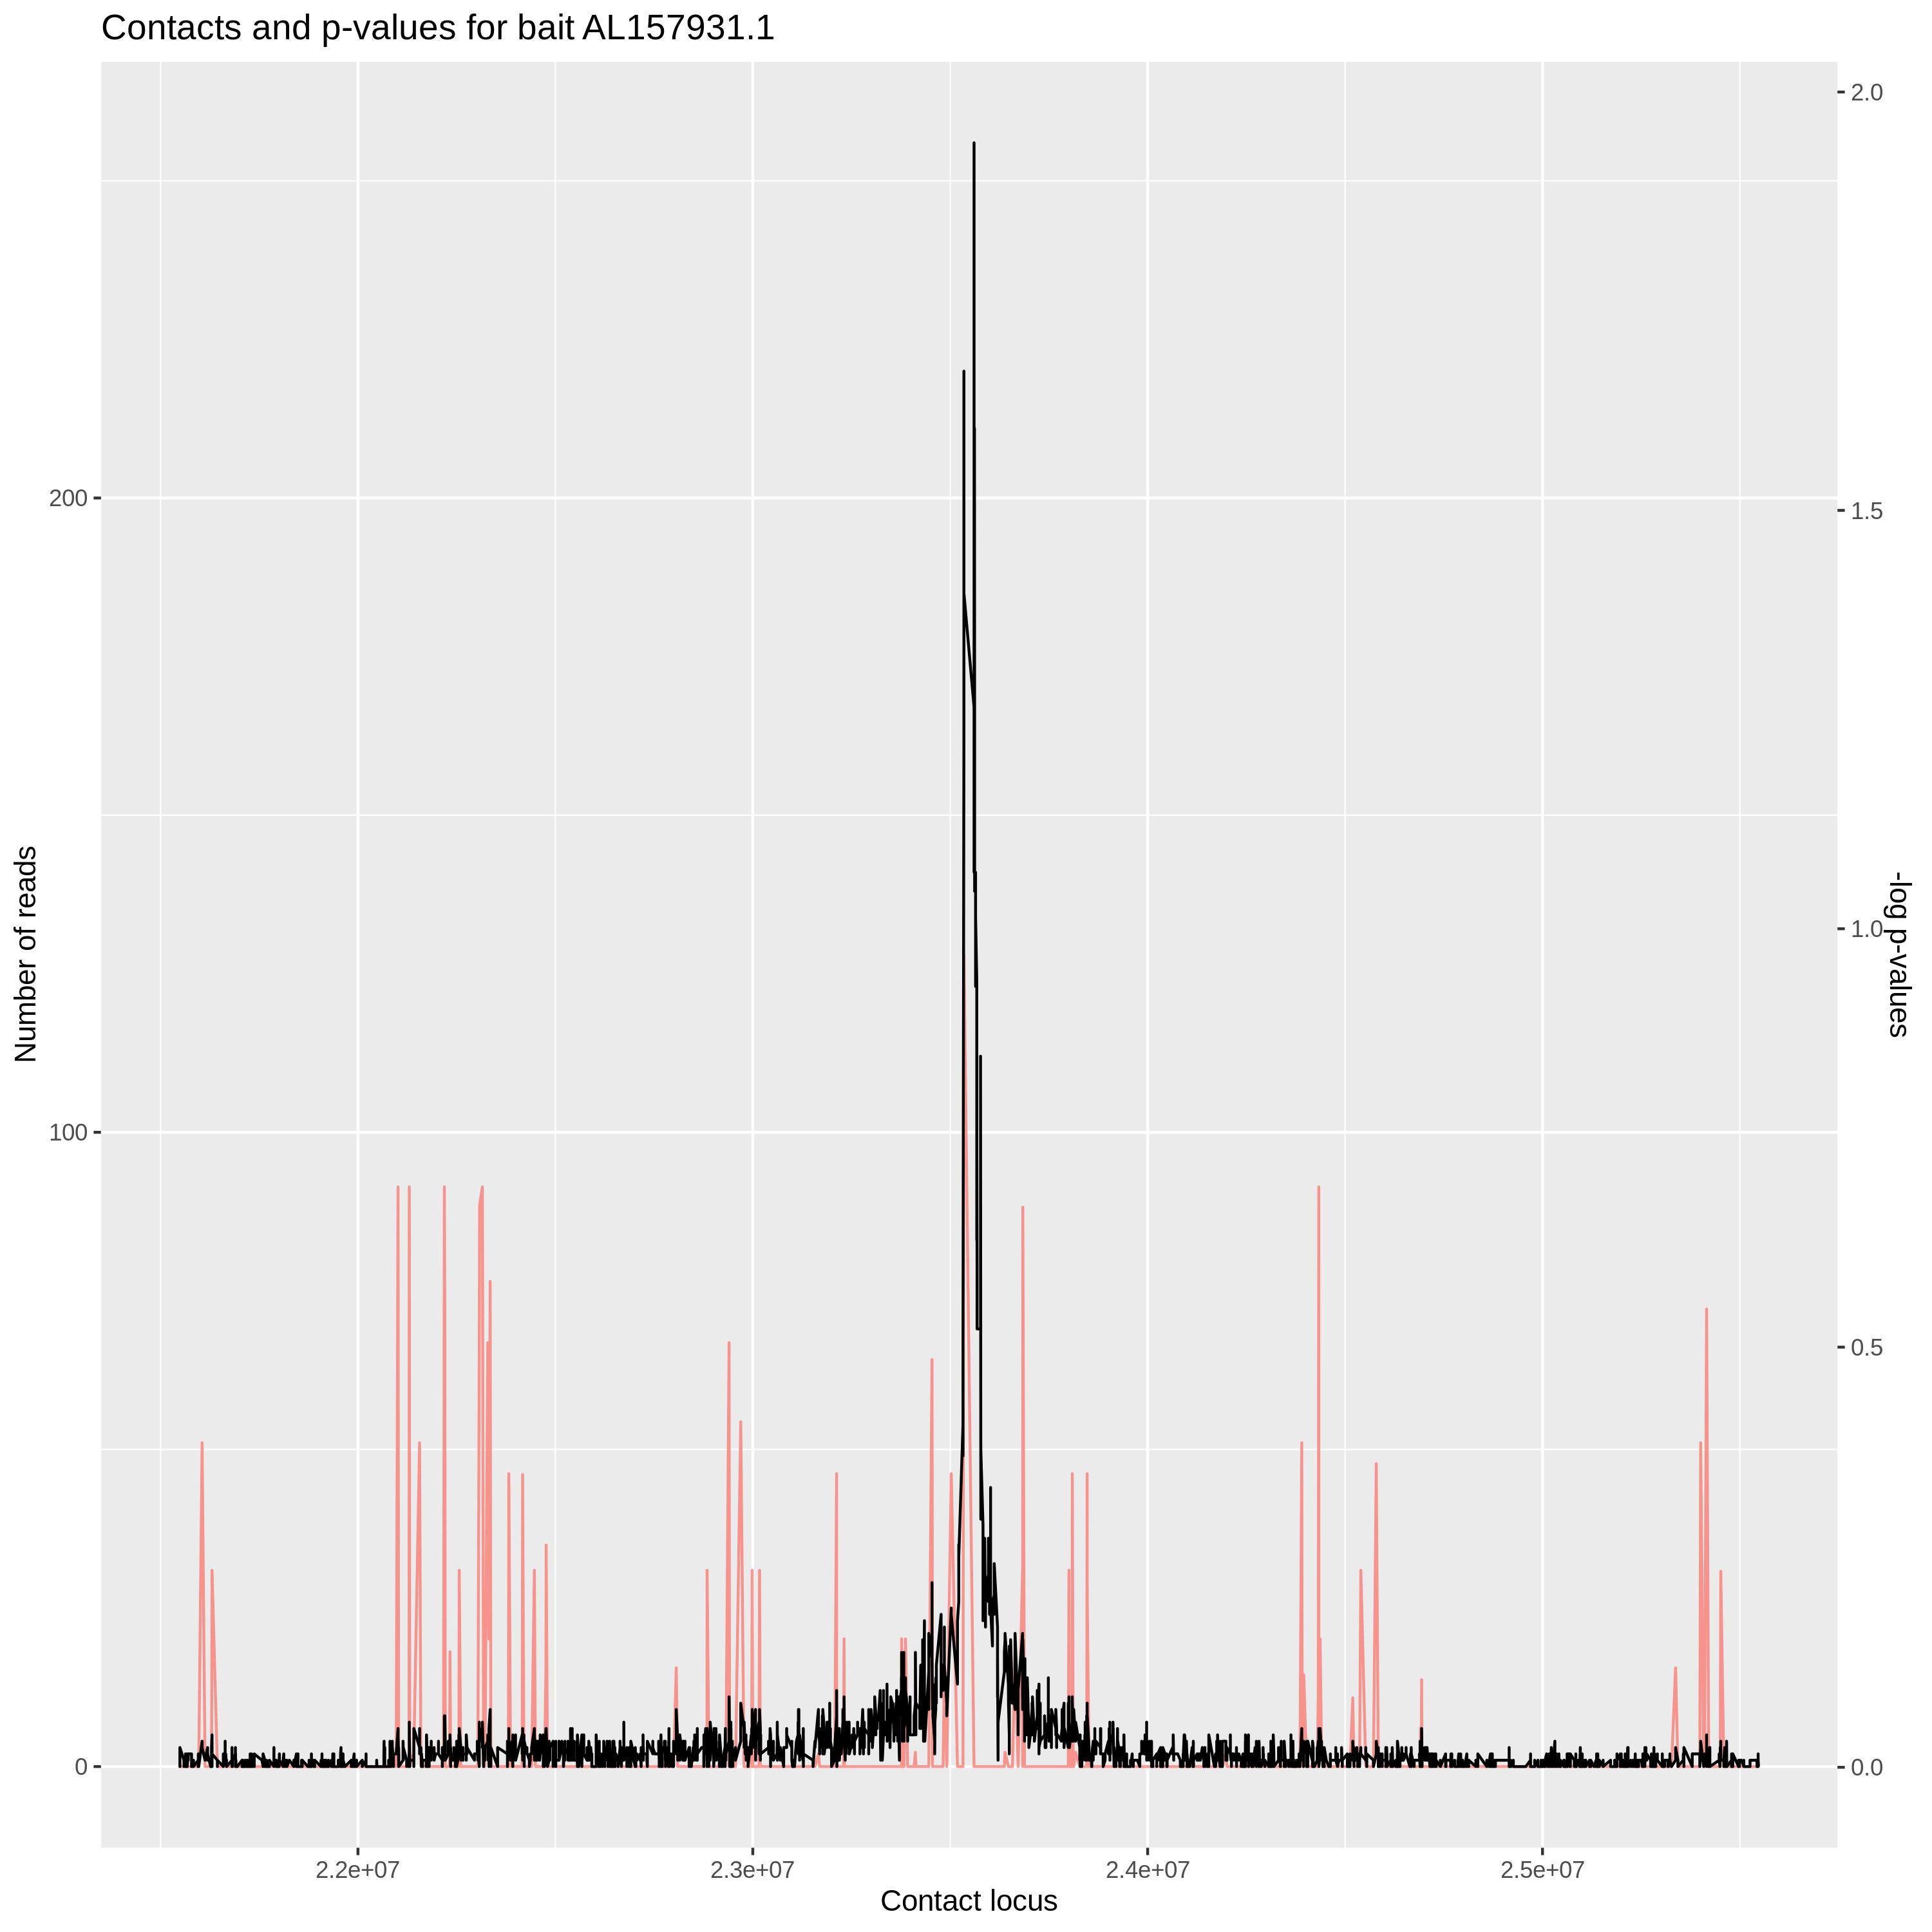 Contacts and p-values for bait AL157931.1
2.0
200
1.5
1.0
Number of reads
-log p-values
100
0.5
0
0.0
2.2e+07
2.3e+07
2.4e+07
2.5e+07
Contact locus